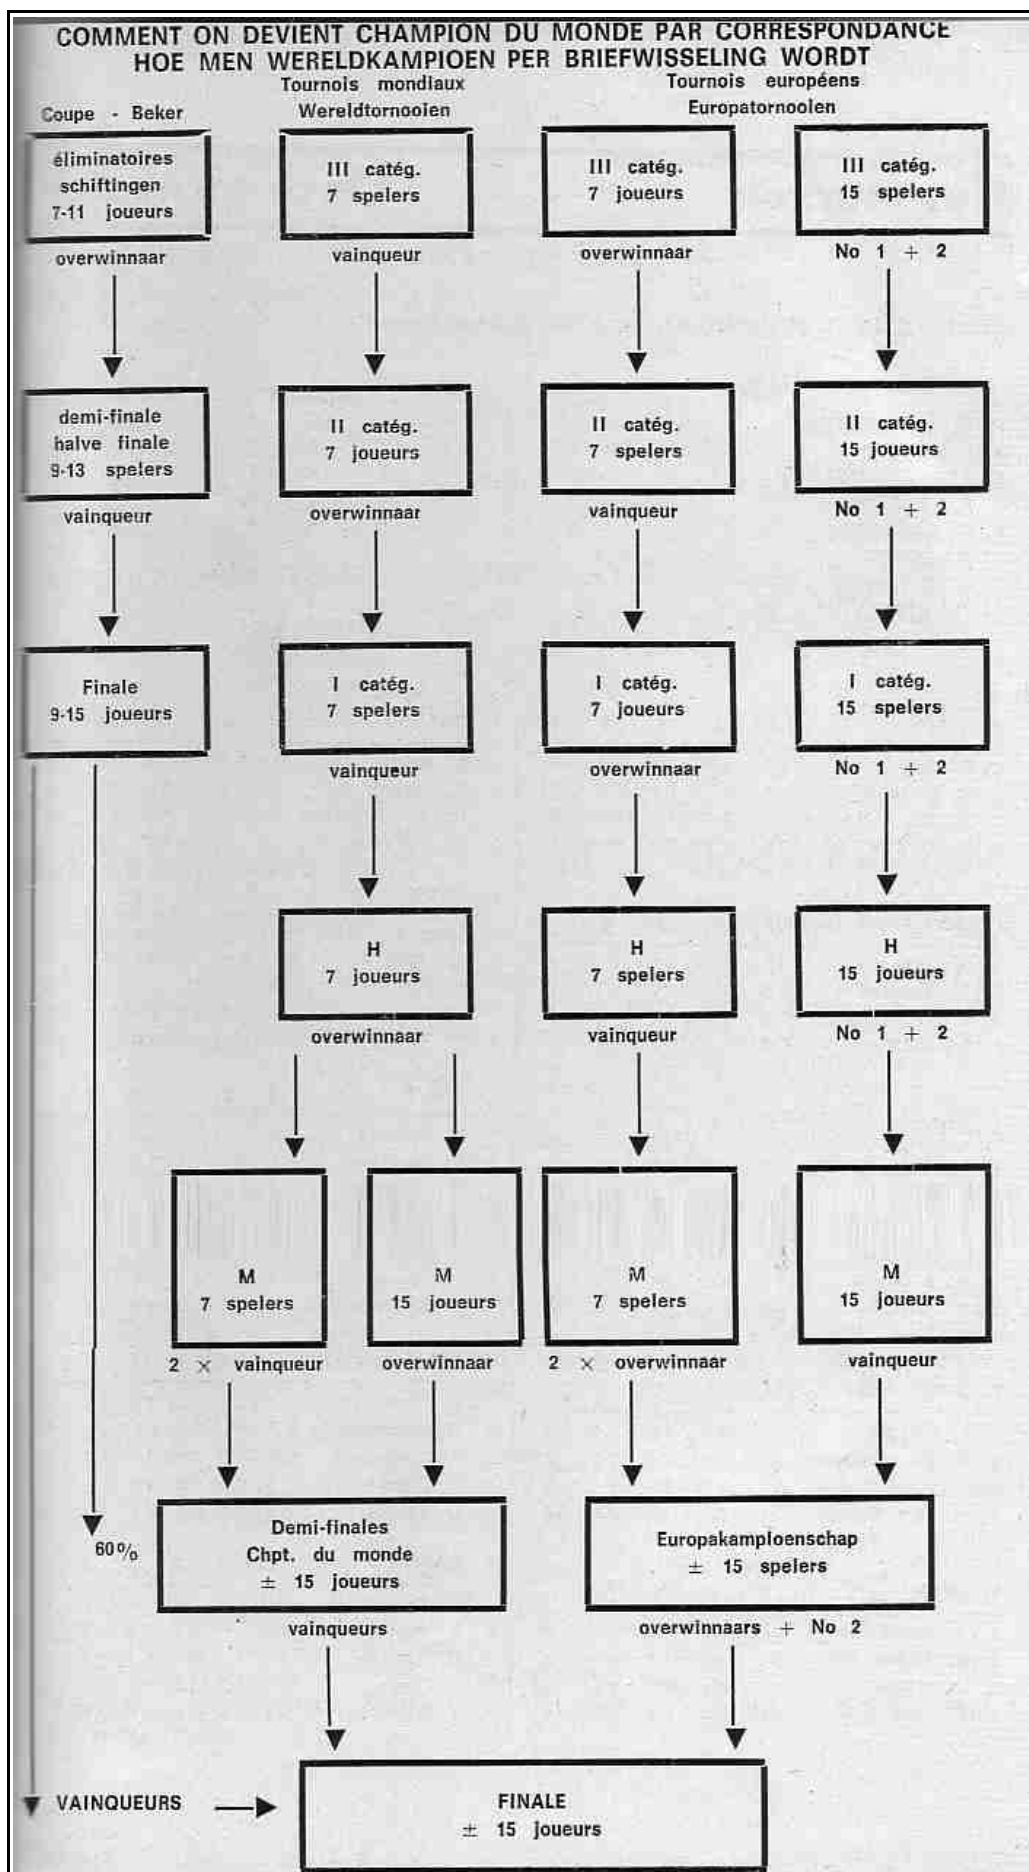 COMMENT ON DEVIENT CHAMPION DU MONDE PAR CORRESPONDANCE
HOE MEN WERELDKAMPIOEN PER BRIEFWISSELING WORDT
Coupe - Beker
Tournois mondiaux
Wereldtornooien
Tournois européens
Europatornooien
éliminatoires
schiftingen
7-11 joueurs
III catég.
7 spelers
III catég.
7 joueurs
III catég.
15 spelers
overwinnaar
vainqueur
overwinnaar
No 1 + 2
demi-finale
halve finale
9-13 spelers
II catég.
7 joueurs
II catég.
7 spelers
II catég.
15 joueurs
vainqueur
overwinnaar
vainqueur
No 1 + 2
Finale
9-15 joueurs
I catég.
7 spelers
I catég.
7 joueurs
I catég.
15 spelers
vainqueur
overwinnaar
No 1 + 2
H
7 joueurs
H
7 spelers
H
15 joueurs
overwinnaar
vainqueur
No 1 + 2
M
7 spelers
M
15 joueurs
M
7 spelers
M
15 joueurs
2 × vainqueur
overwinnaar
2 × overwinnaar
vainqueur
60%
Demi-finales
Chpt. du monde
± 15 joueurs
Europakampioenschap
± 15 spelers
vainqueurs
overwinnaars + No 2
VAINQUEURS
FINALE
± 15 joueurs